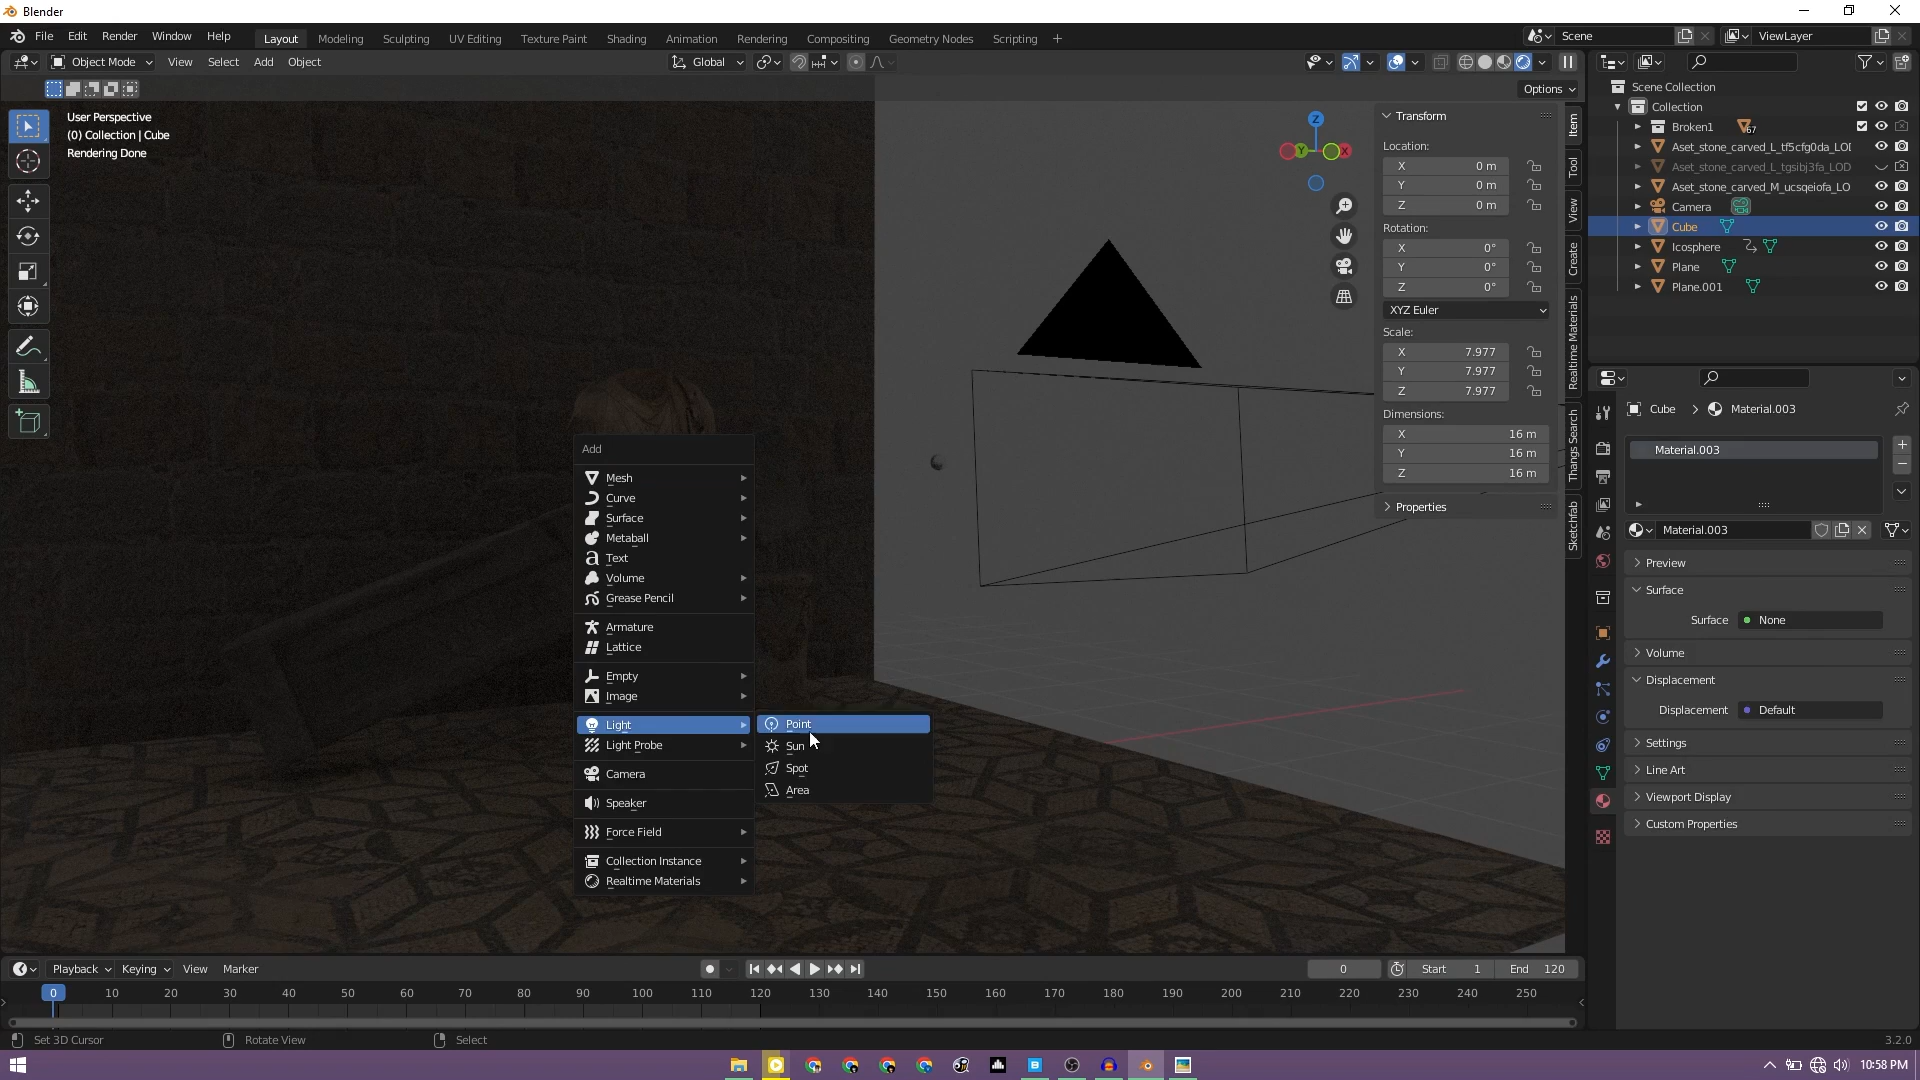 Blender
File Edit Render Window Help Layout Modeling Sculpting UV Editing Texture Paint Shading Animation Rendering Compositing Geometry Nodes Scripting + Scene ViewLayer
Object Mode View Select Add Object Global
Options
User Perspective
(0) Collection | Cube
Rendering Done
Add
Mesh
Curve
Surface
Metaball
Text
Volume
Grease Pencil
Armature
Lattice
Empty
Image
Light
Light Probe
Camera
Speaker
Force Field
Collection Instance
Realtime Materials
Point
Sun
Spot
Area
Z
Y
X
Transform
Location:
X 0 m
Y 0 m
Z 0 m
Rotation:
X 0°
Y 0°
Z 0°
XYZ Euler
Scale:
X 7.977
Y 7.977
Z 7.977
Dimensions:
X 16 m
Y 16 m
Z 16 m
Properties
Item
Tool
View
Create
Realtime Materials
Thangs Search
Sketchfab
Scene Collection
Collection
Broken1 67
Aset_stone_carved_L_tf5cfg0da_LOD
Aset_stone_carved_L_tgsibj3fa_LOD
Aset_stone_carved_M_ucsqeiofa_LO
Camera
Cube
Icosphere
Plane
Plane.001
Cube > Material.003
Material.003
Material.003
Preview
Surface
Surface None
Volume
Displacement
Displacement Default
Settings
Line Art
Viewport Display
Custom Properties
Playback Keying View Marker 0 Start 1 End 120
0 10 20 30 40 50 60 70 80 90 100 110 120 130 140 150 160 170 180 190 200 210 220 230 240 250
Set 3D Cursor Rotate View Select 3.2.0
10:58 PM